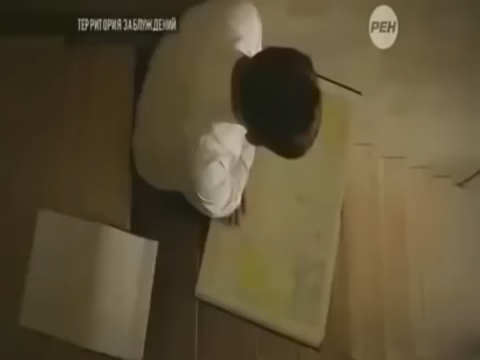 ТЕРРИТОРИЯ ЗАБЛУЖДЕНИЙ
РЕН